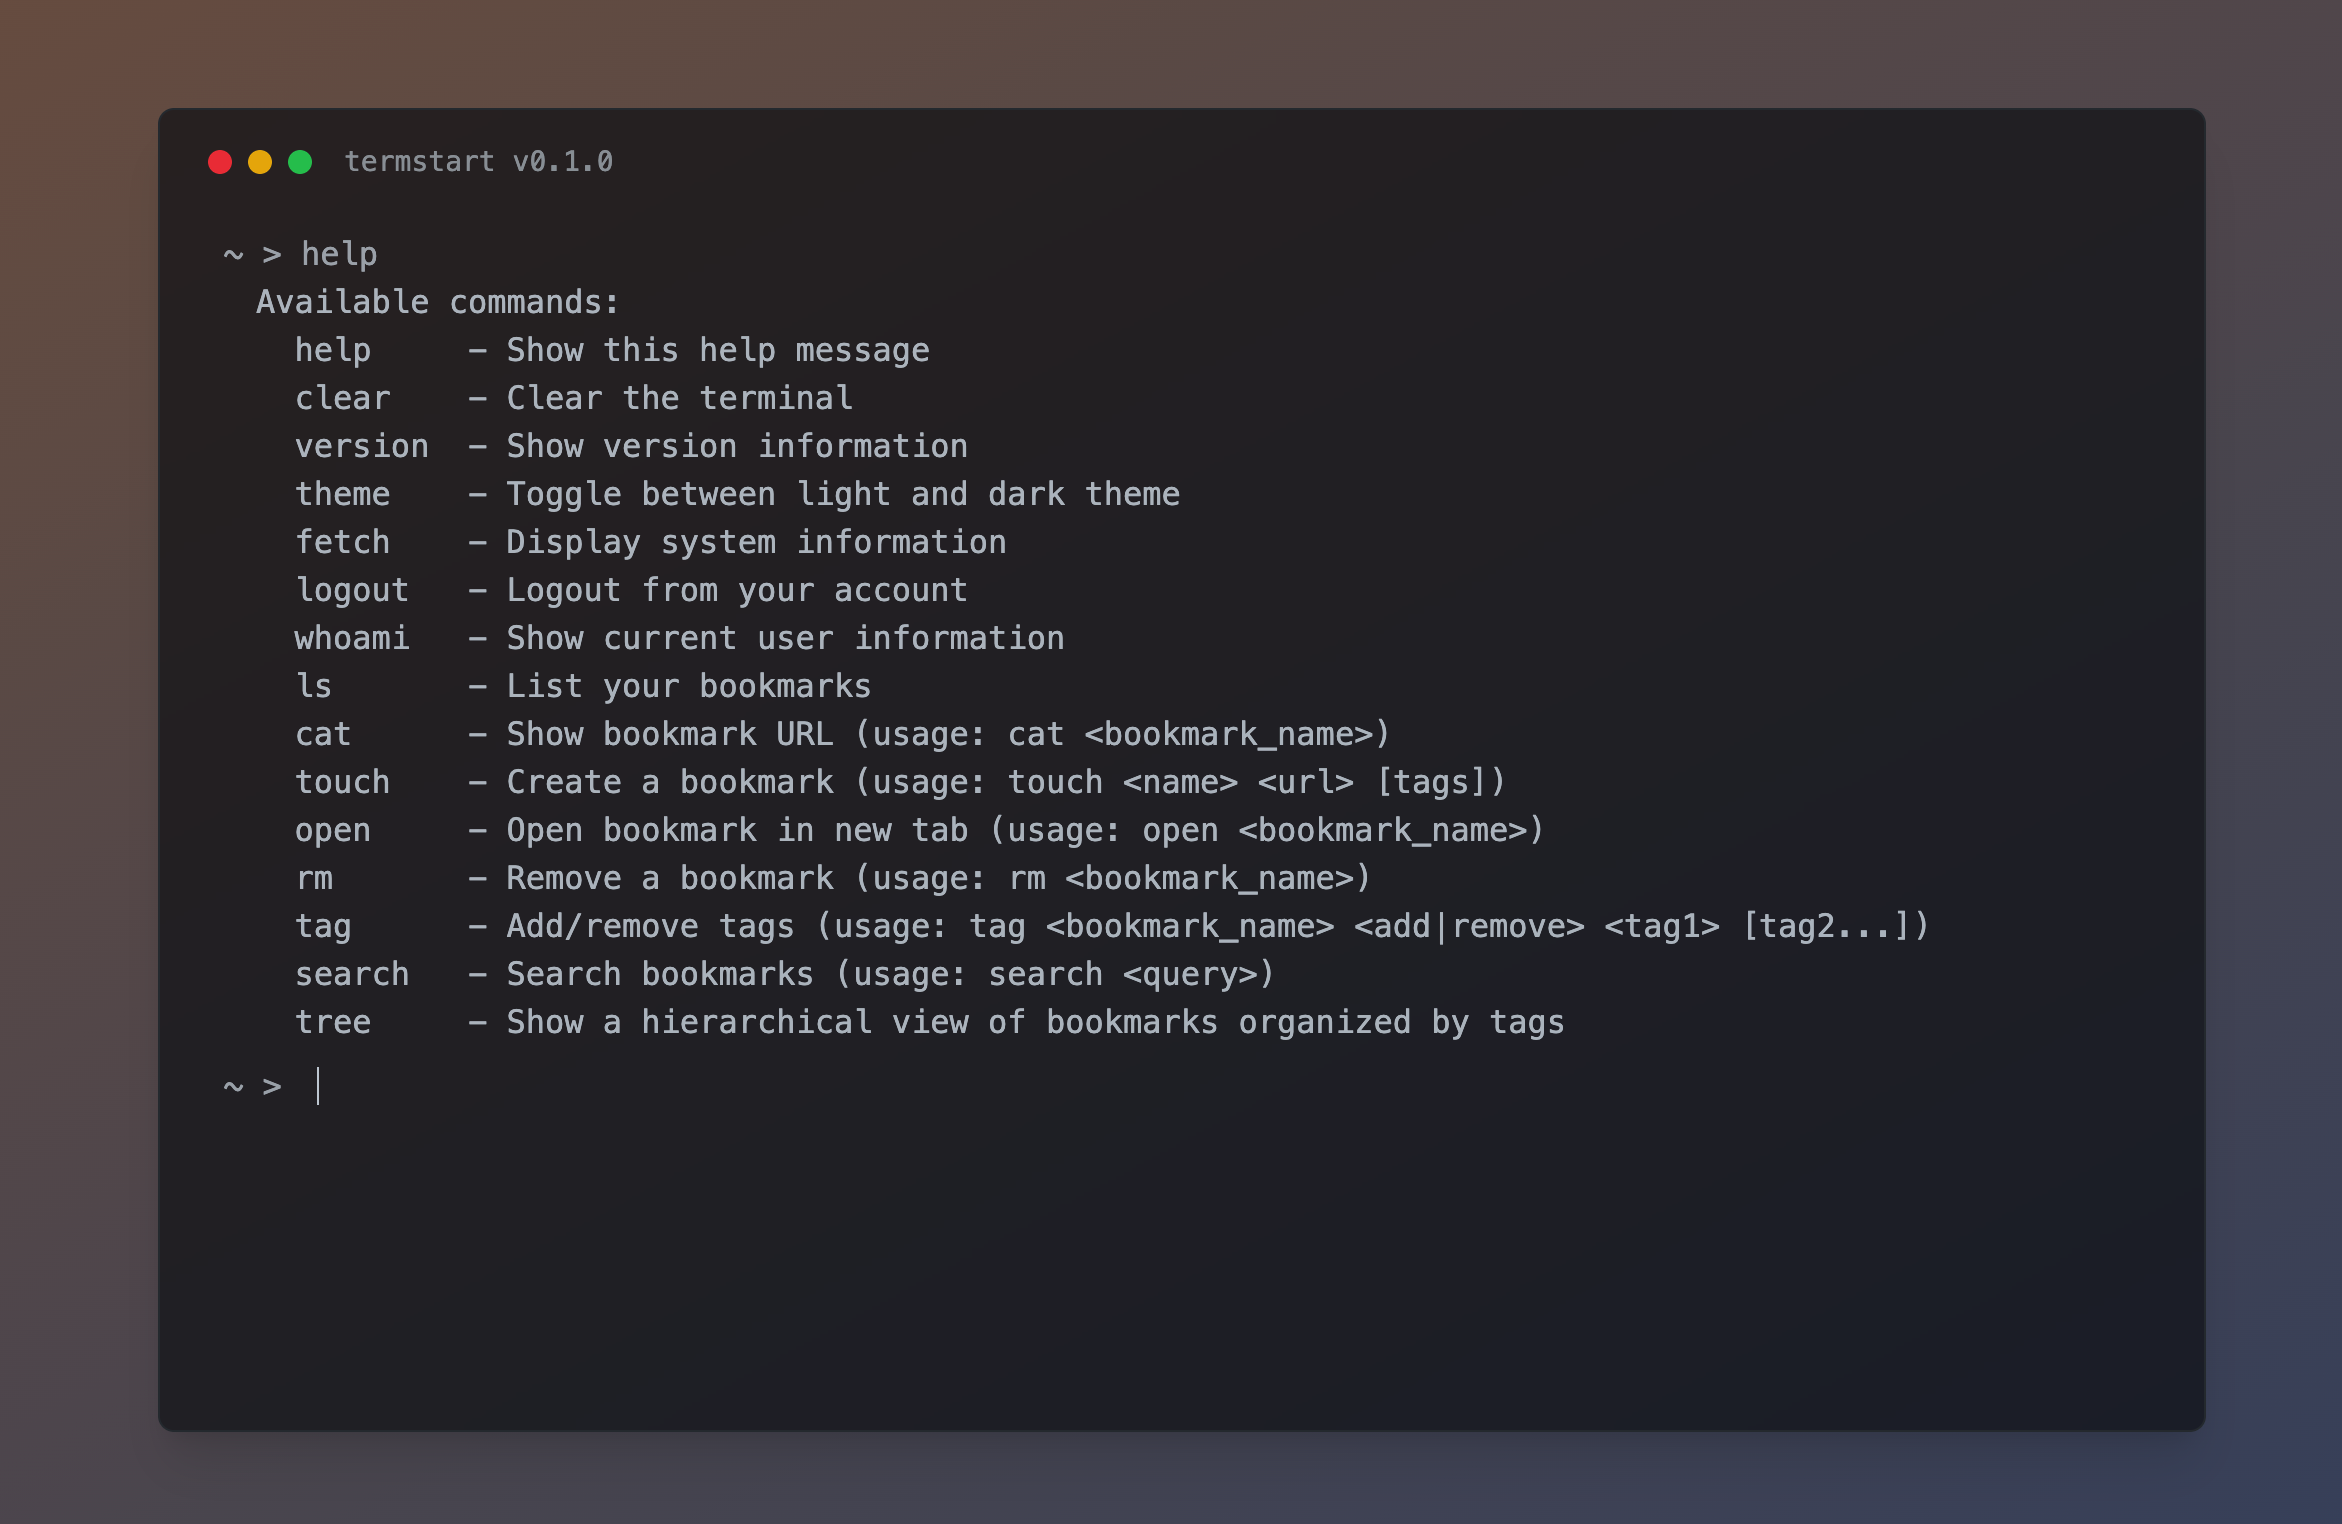 termstart v0.1.0
~ > help
Available commands:
help     - Show this help message
clear    - Clear the terminal
version  - Show version information
theme    - Toggle between light and dark theme
fetch    - Display system information
logout   - Logout from your account
whoami   - Show current user information
ls       - List your bookmarks
cat      - Show bookmark URL (usage: cat <bookmark_name>)
touch    - Create a bookmark (usage: touch <name> <url> [tags])
open     - Open bookmark in new tab (usage: open <bookmark_name>)
rm       - Remove a bookmark (usage: rm <bookmark_name>)
tag      - Add/remove tags (usage: tag <bookmark_name> <add|remove> <tag1> [tag2...])
search   - Search bookmarks (usage: search <query>)
tree     - Show a hierarchical view of bookmarks organized by tags
~ >